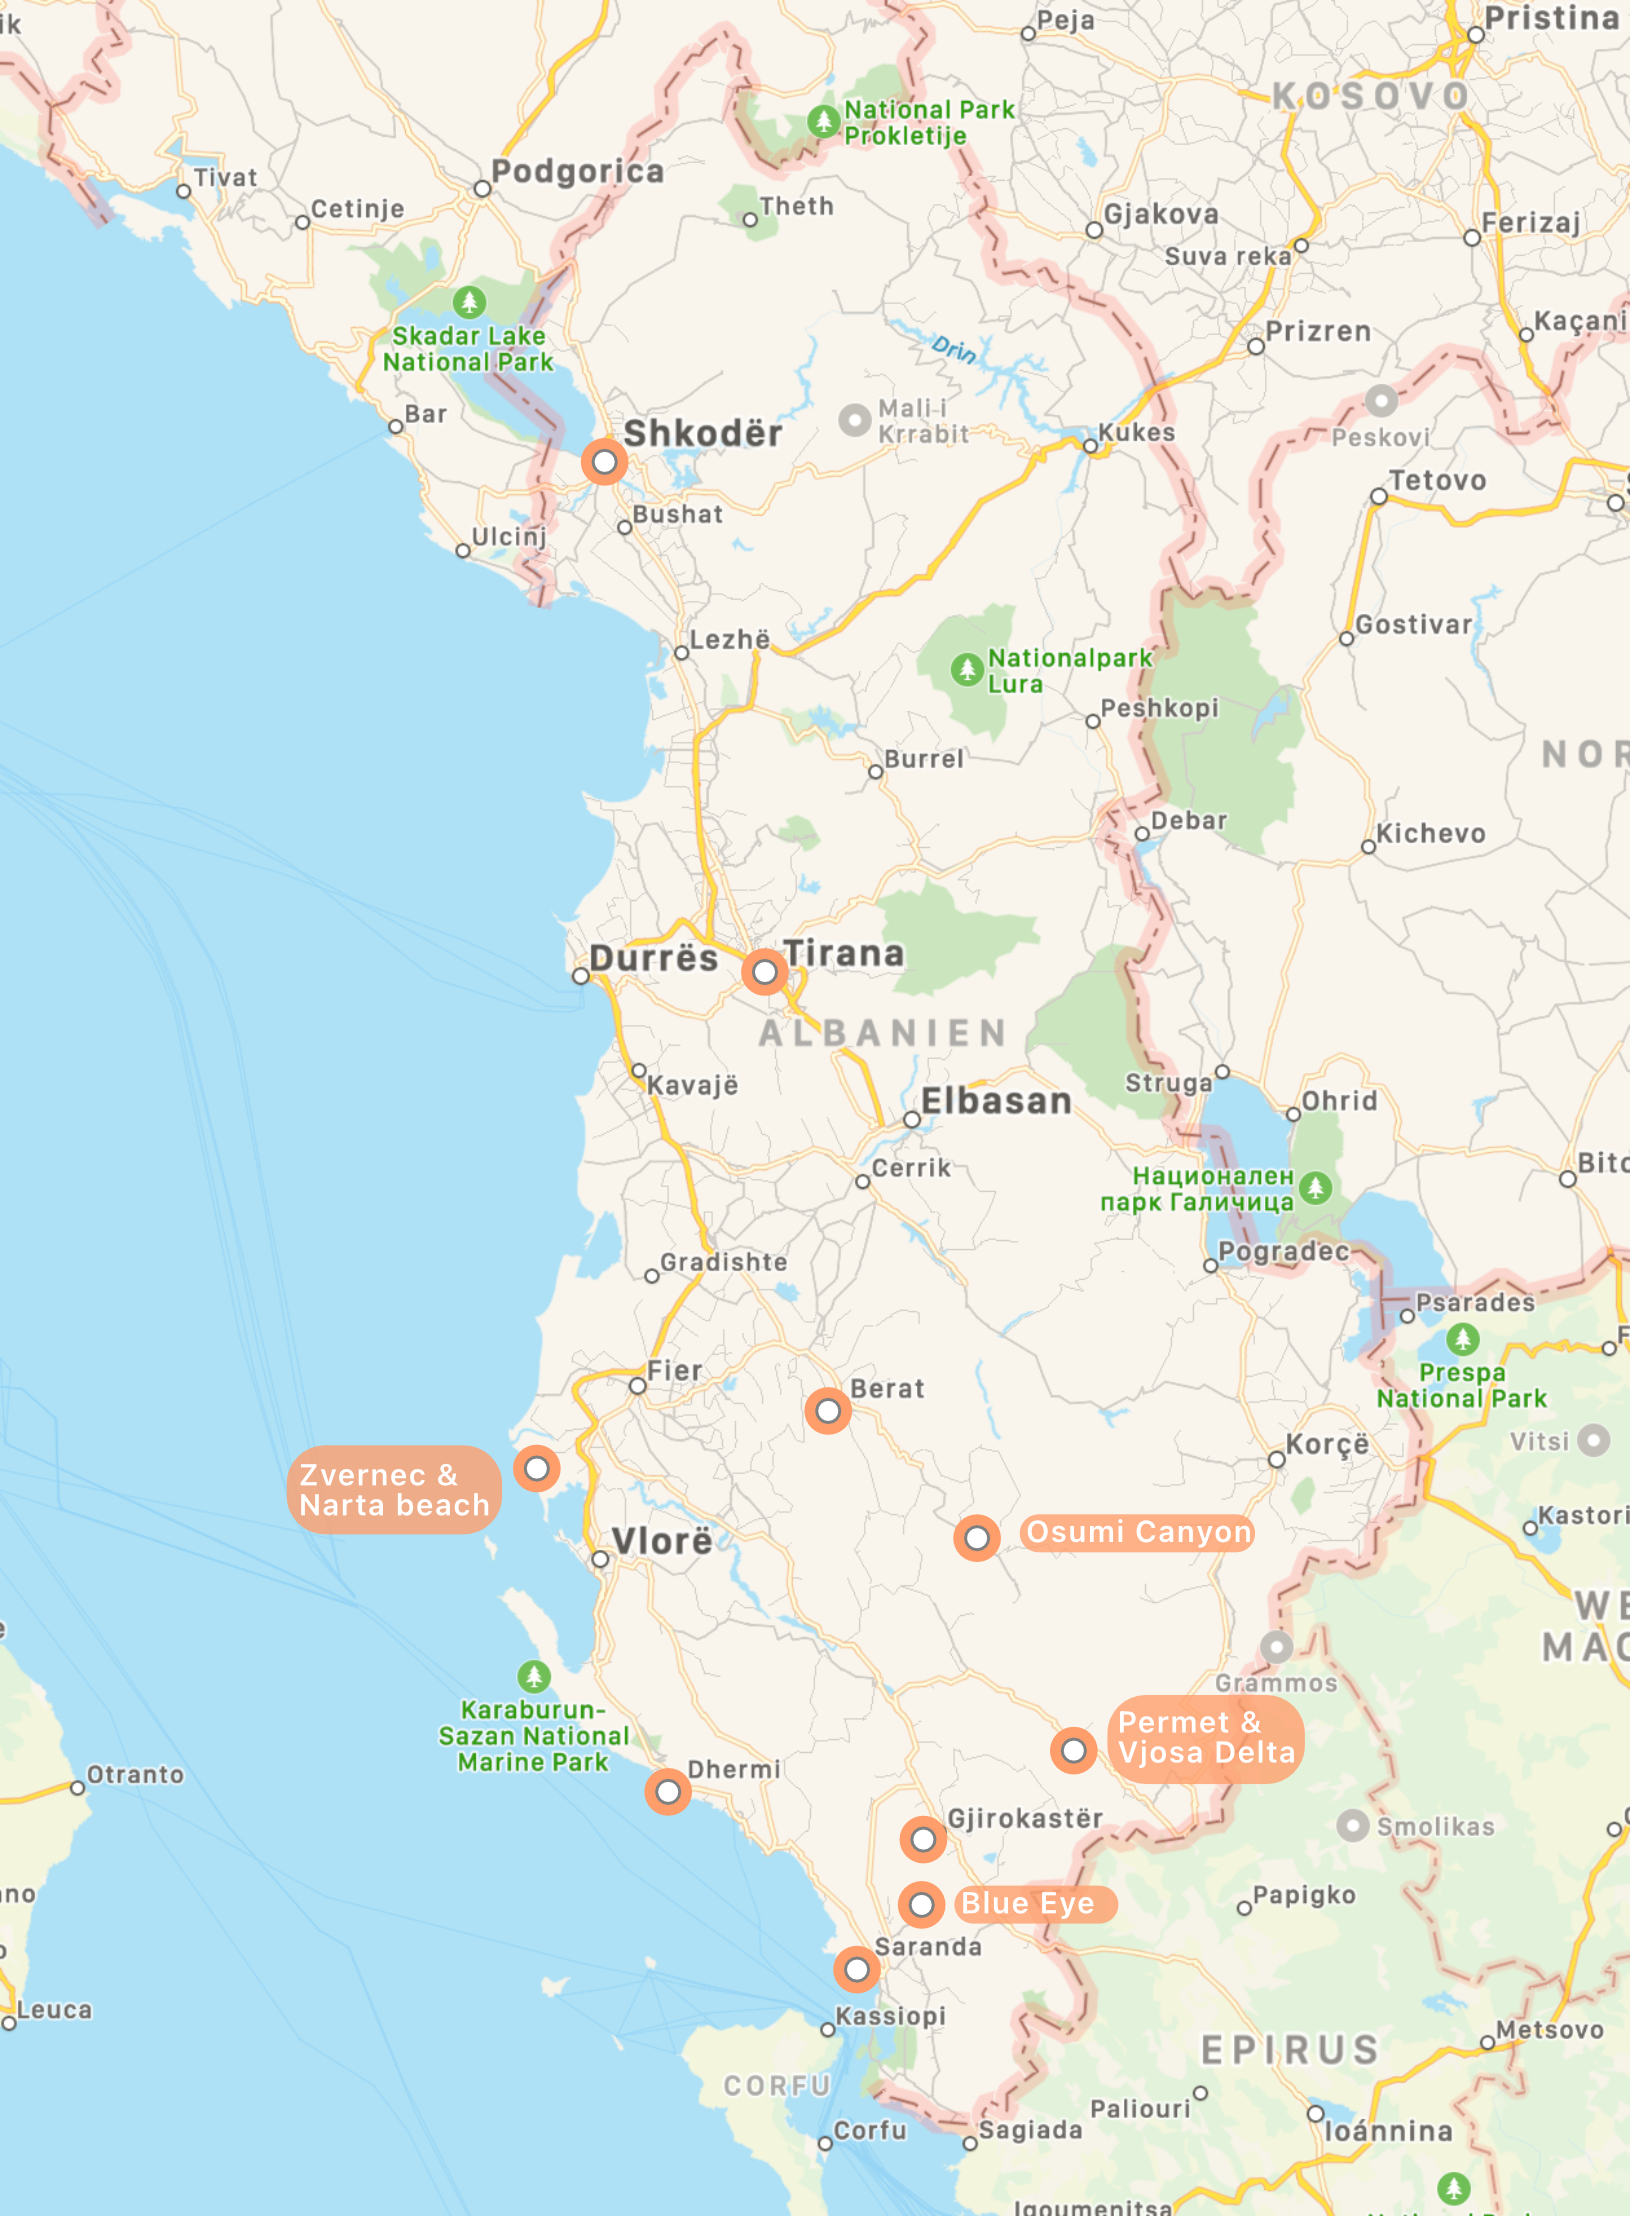 ik
Peja
Pristina
KOSOVO
National Park
Prokletije
Podgorica
Tivat
Cetinje
Theth
Gjakova
Ferizaj
Suva reka
Skadar Lake
National Park
Drin
Prizren
Kaçani
Bar
Shkodër
Mali i
Krrabit
Kukes
Peskovi
Tetovo
Bushat
Ulcinj
Lezhë
Gostivar
Nationalpark
Lura
Peshkopi
Burrel
NOR
Debar
Kichevo
Durrës
Tirana
ALBANIEN
Kavajë
Elbasan
Struga
Ohrid
Cerrik
Национален
парк Галичица
Bito
Gradishte
Pogradec
Psarades
Fier
Berat
Prespa
National Park
Korçë
Vitsi
Zvernec &
Narta beach
Vlorë
Osumi Canyon
Kastori
WE
MAC
Grammos
Karaburun-
Sazan National
Marine Park
Permet &
Vjosa Delta
Otranto
Dhermi
Gjirokastër
Smolikas
Blue Eye
Papigko
Saranda
Leuca
Kassiopi
Metsovo
EPIRUS
CORFU
Paliouri
Corfu
Sagiada
Ioánnina
Igoumenitsa